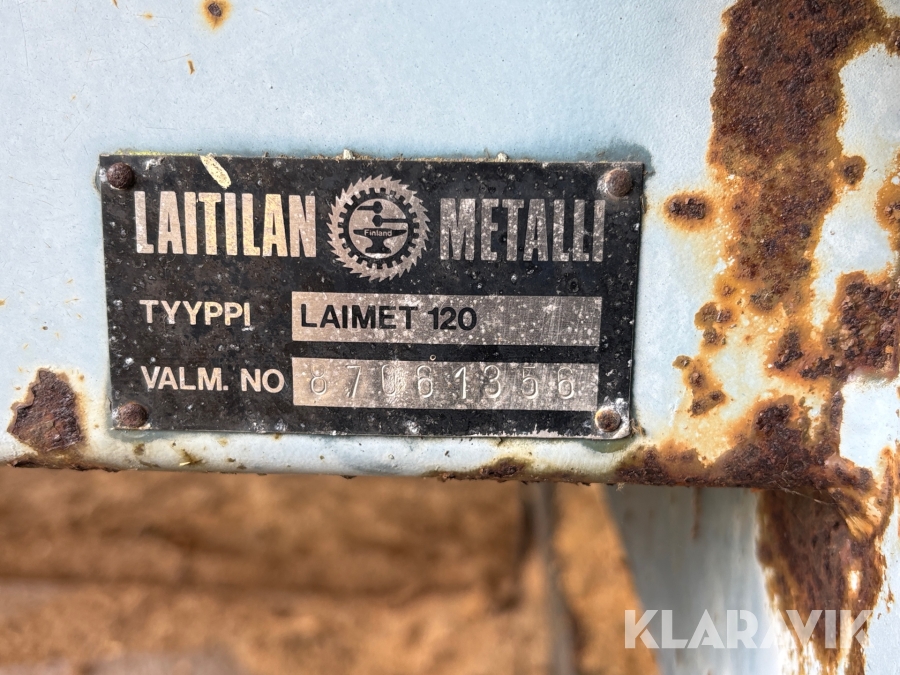 LAITILAN Finland METALLI
TYYPPI LAIMET 120
VALM. NO 87061356
KLARAVIK